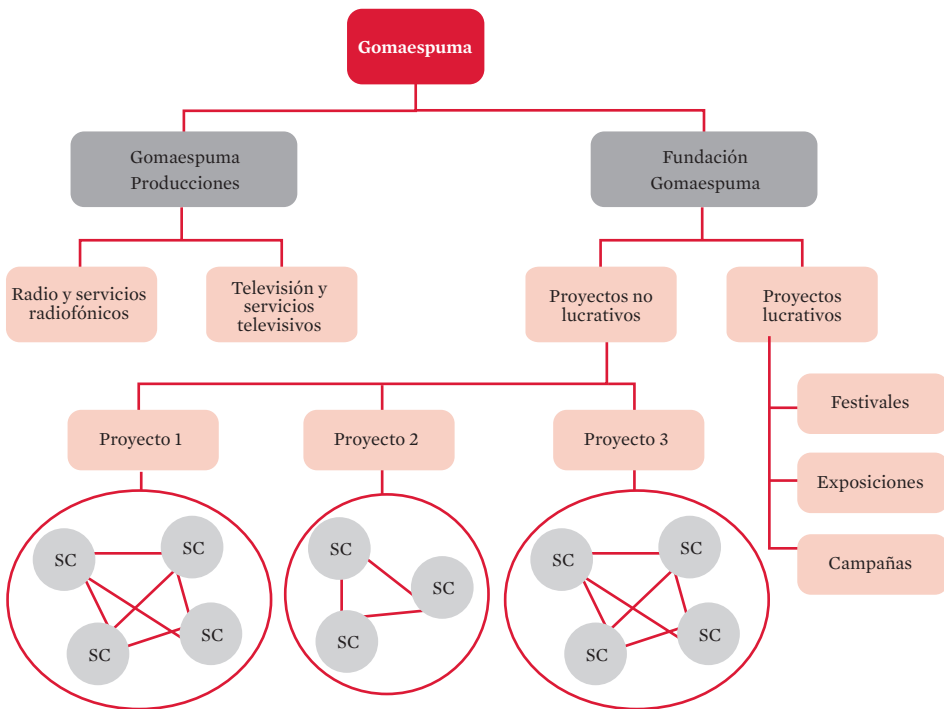 Gomaespuma
Gomaespuma
Producciones
Fundación
Gomaespuma
Radio y servicios
radiofónicos
Televisión y
servicios
televisivos
Proyectos no
lucrativos
Proyectos
lucrativos
Festivales
Exposiciones
Campañas
Proyecto 1
Proyecto 2
Proyecto 3
SC
SC
SC
SC
SC
SC
SC
SC
SC
SC
SC